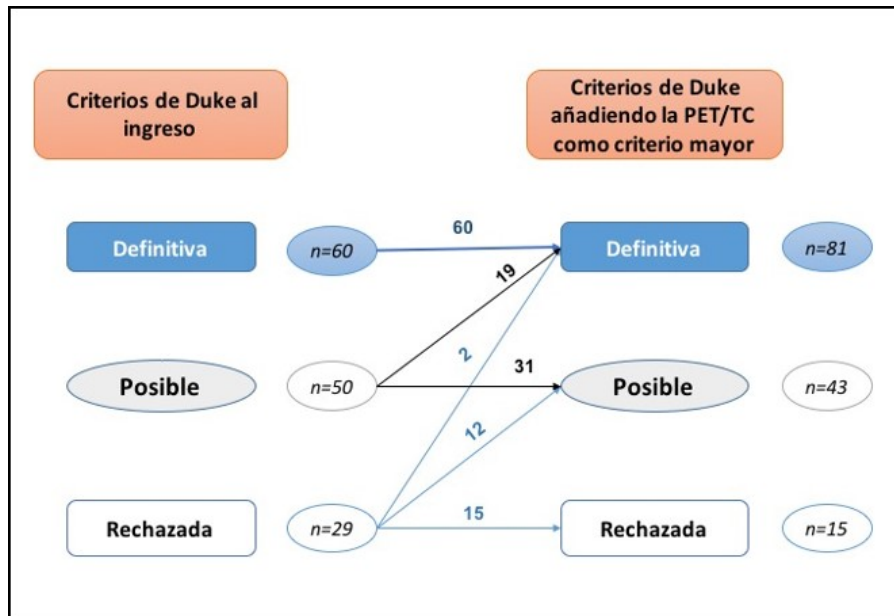 Criterios de Duke al
ingreso
Criterios de Duke
añadiendo la PET/TC
como criterio mayor
Definitiva
n=60
60
Definitiva
n=81
19
2
Posible
n=50
31
Posible
n=43
12
Rechazada
n=29
15
Rechazada
n=15